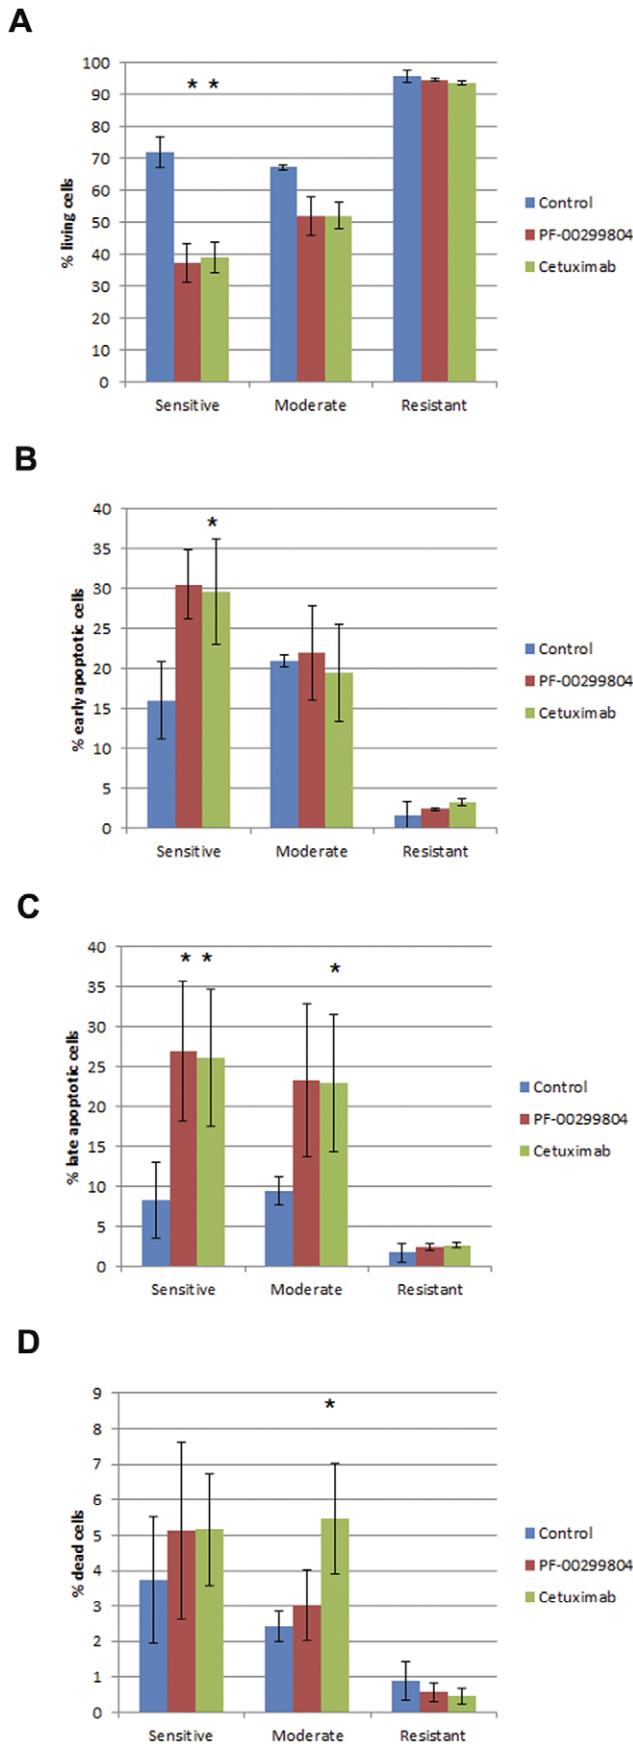 A
100
90
80
70
60
50
40
30
20
10
0
% living cells
* *
Sensitive Moderate Resistant
Control
PF-00299804
Cetuximab
B
40
35
30
25
20
15
10
5
0
% early apoptotic cells
*
Sensitive Moderate Resistant
Control
PF-00299804
Cetuximab
C
40
35
30
25
20
15
10
5
0
% late apoptotic cells
* * *
Sensitive Moderate Resistant
Control
PF-00299804
Cetuximab
D
9
8
7
6
5
4
3
2
1
0
% dead cells
*
Sensitive Moderate Resistant
Control
PF-00299804
Cetuximab